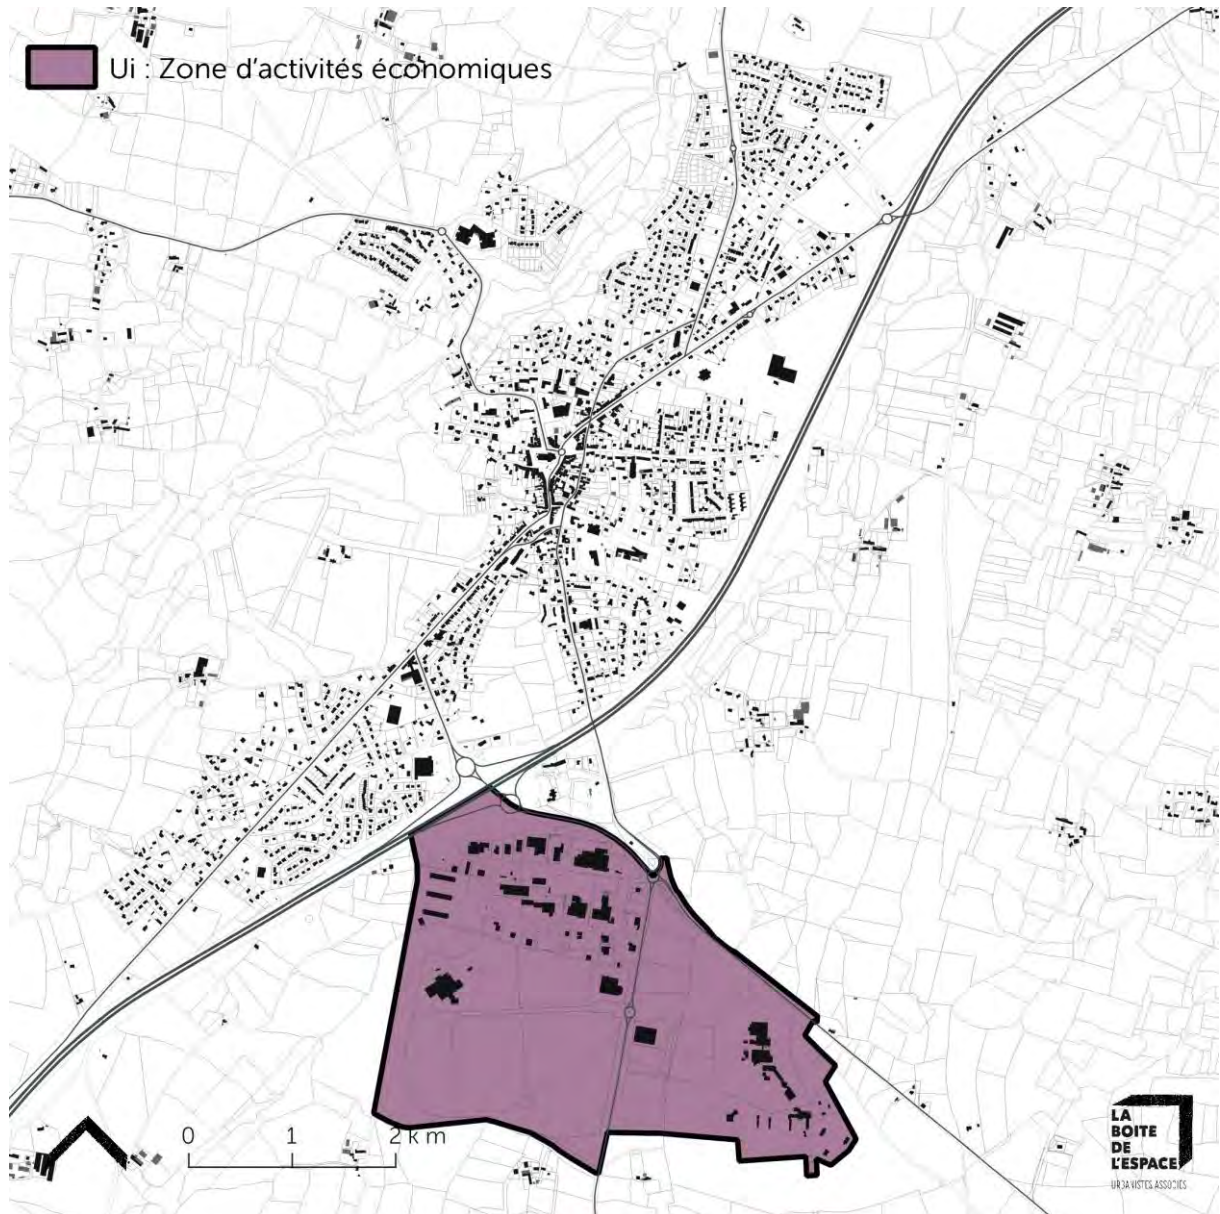 Ui : Zone d'activités économiques
0 1 2 km
LA
BOITE
DE
L'ESPACE
URBANISTES ASSOCIÉS